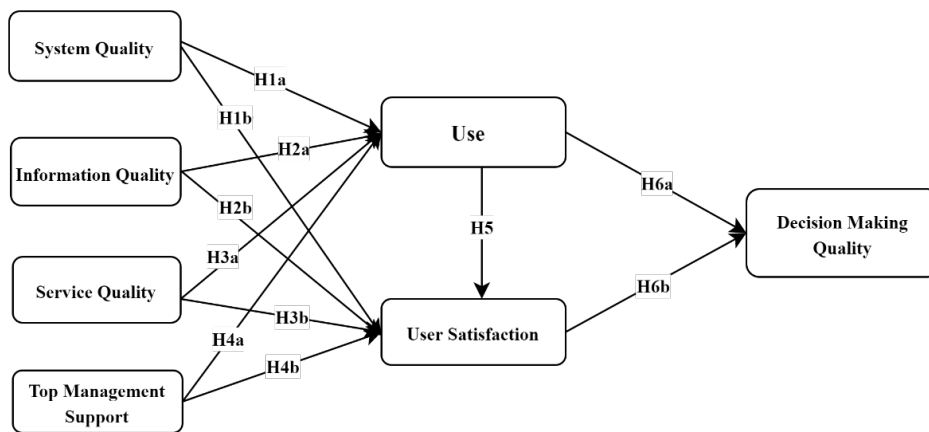 System Quality
H1a
H1b
Use
Information Quality
H2a
H2b
H6a
Decision Making
Quality
H5
Service Quality
H3a
H3b
H6b
User Satisfaction
H4a
H4b
Top Management
Support